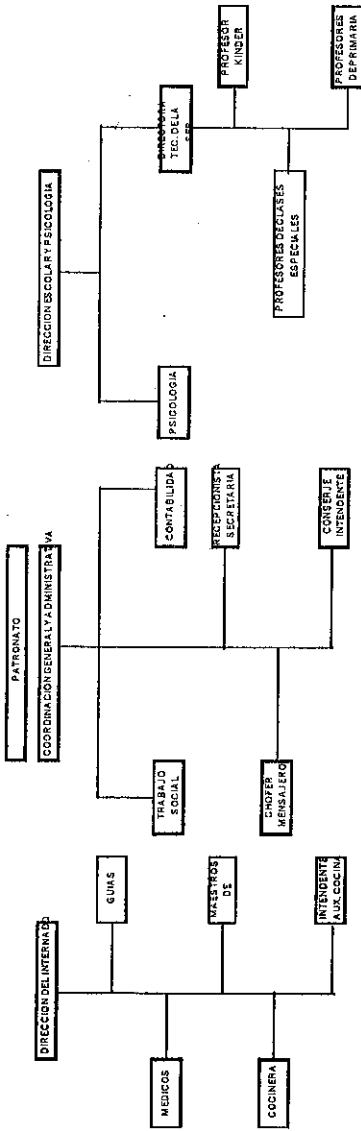 PATRONATO
DIRECCION DEL INTERNADO
COORDINACION GENERAL Y ADMINISTRATIVA
DIRECCION ESCOLAR Y PSICOLOGIA
GUIAS
MEDICOS
MAESTROS
DE
COCINERA
INTENDENTE
AUX. COCINA
TRABAJO
SOCIAL
CONTABILIDAD
RECEPCIONISTA
SECRETARIA
CHOFER
MENSAJERO
CONSERJE
INTENDENTE
PSICOLOGIA
DIRECTORA
TEC. DE LA
SEP
PROFESOR
KINDER
PROFESORES DE CLASES
ESPECIALES
PROFESORES
DE PRIMARIA